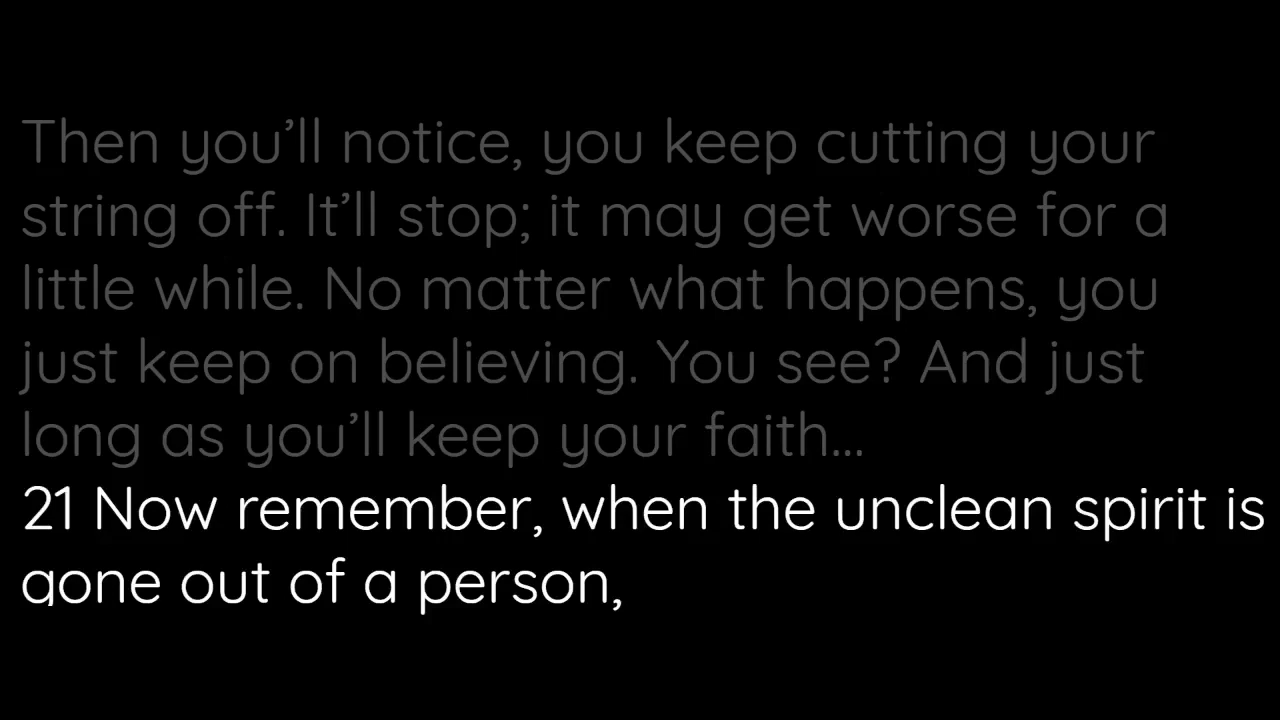 Then you’ll notice, you keep cutting your
string off. It’ll stop; it may get worse for a
little while. No matter what happens, you
just keep on believing. You see? And just
long as you’ll keep your faith...
21 Now remember, when the unclean spirit is
gone out of a person,